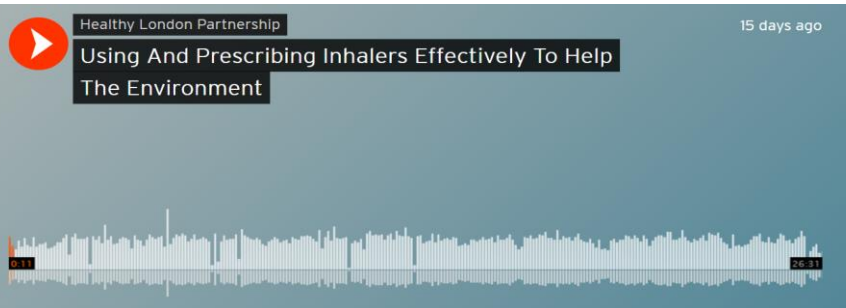 Healthy London Partnership
15 days ago
Using And Prescribing Inhalers Effectively To Help
The Environment
0:11
26:31